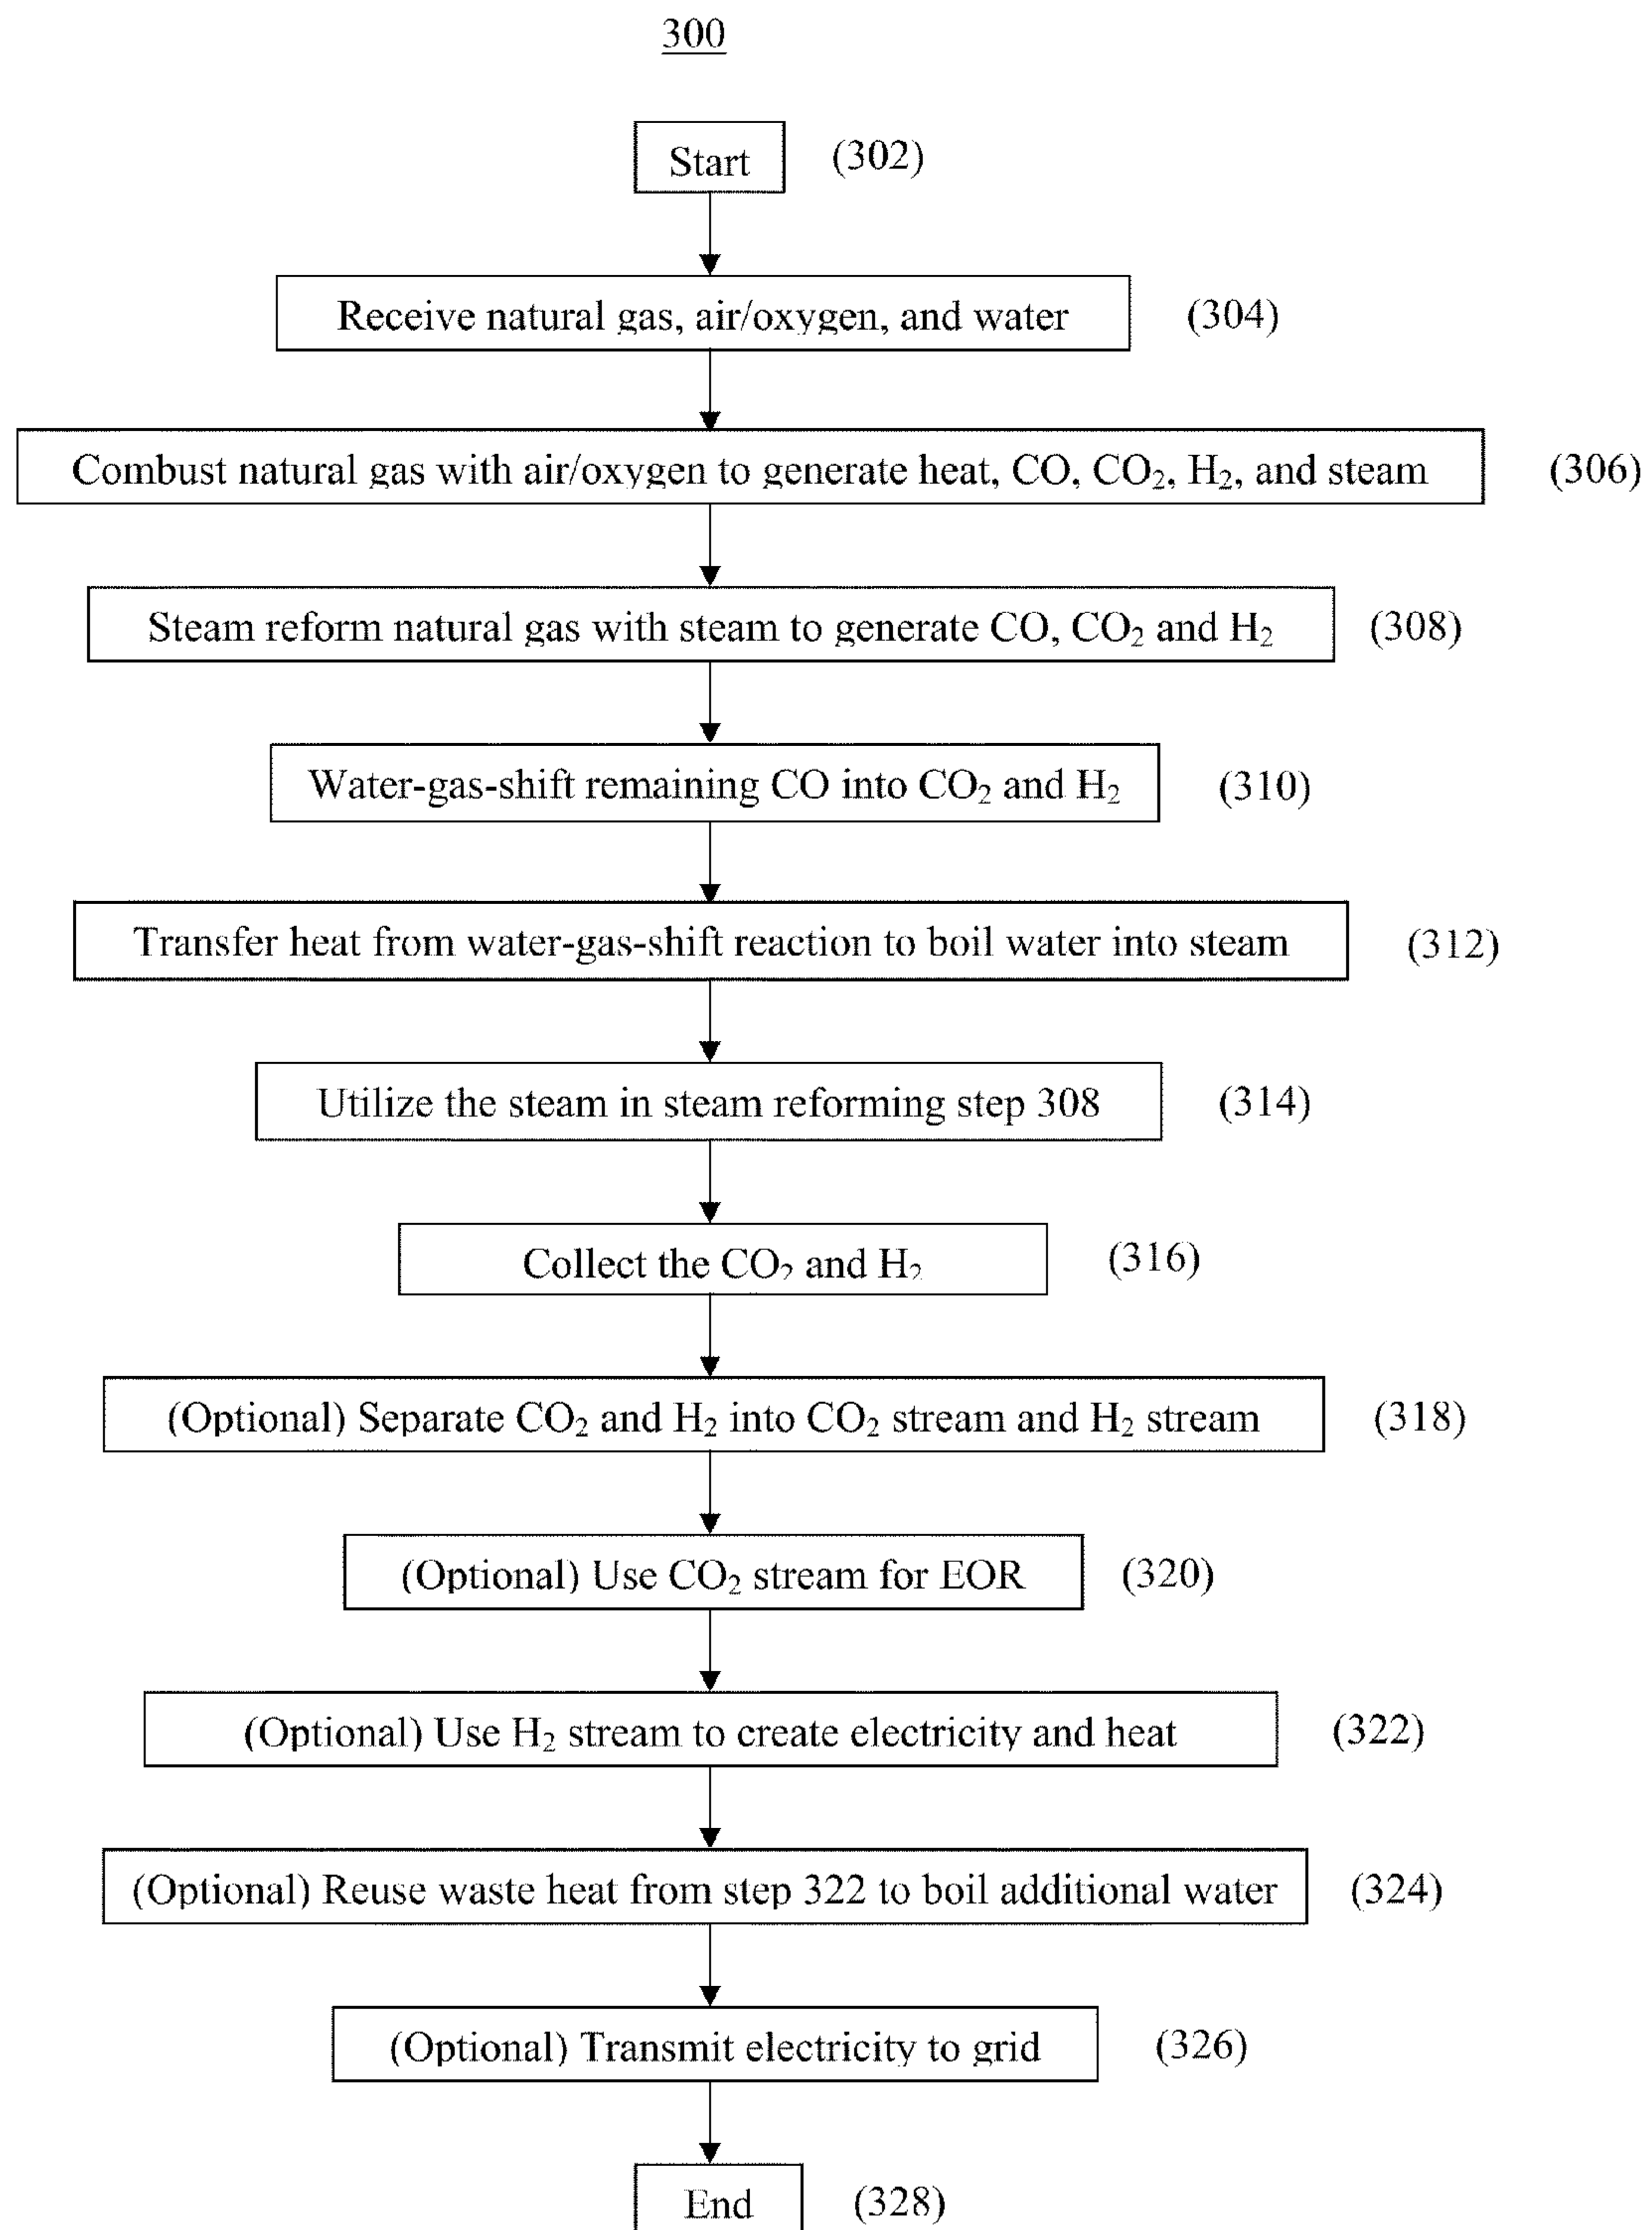 300
Start (302)
Receive natural gas, air/oxygen, and water (304)
Combust natural gas with air/oxygen to generate heat, CO, CO₂, H₂, and steam (306)
Steam reform natural gas with steam to generate CO, CO₂ and H₂ (308)
Water-gas-shift remaining CO into CO₂ and H₂ (310)
Transfer heat from water-gas-shift reaction to boil water into steam (312)
Utilize the steam in steam reforming step 308 (314)
Collect the CO₂ and H₂ (316)
(Optional) Separate CO₂ and H₂ into CO₂ stream and H₂ stream (318)
(Optional) Use CO₂ stream for EOR (320)
(Optional) Use H₂ stream to create electricity and heat (322)
(Optional) Reuse waste heat from step 322 to boil additional water (324)
(Optional) Transmit electricity to grid (326)
End (328)